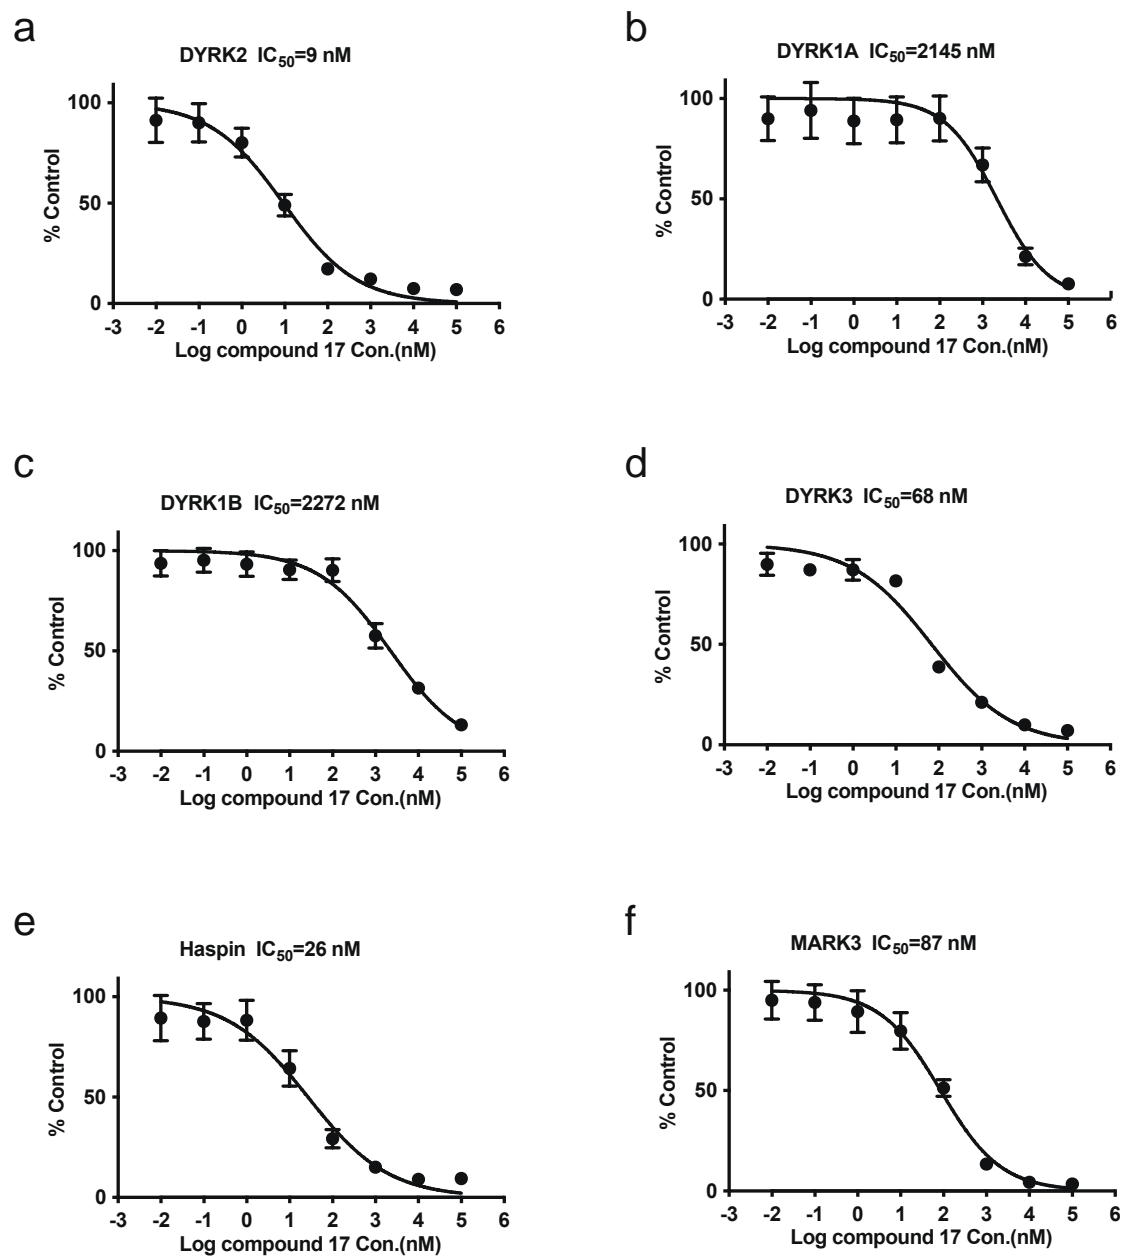 a
DYRK2 IC50=9 nM
100
50
0
% Control
-3 -2 -1 0 1 2 3 4 5 6
Log compound 17 Con.(nM)
b
DYRK1A IC50=2145 nM
100
50
0
% Control
-3 -2 -1 0 1 2 3 4 5 6
Log compound 17 Con.(nM)
c
DYRK1B IC50=2272 nM
100
50
0
% Control
-3 -2 -1 0 1 2 3 4 5 6
Log compound 17 Con.(nM)
d
DYRK3 IC50=68 nM
100
50
0
% Control
-3 -2 -1 0 1 2 3 4 5 6
Log compound 17 Con.(nM)
e
Haspin IC50=26 nM
100
50
0
% Control
-3 -2 -1 0 1 2 3 4 5 6
Log compound 17 Con.(nM)
f
MARK3 IC50=87 nM
100
50
0
% Control
-3 -2 -1 0 1 2 3 4 5 6
Log compound 17 Con.(nM)